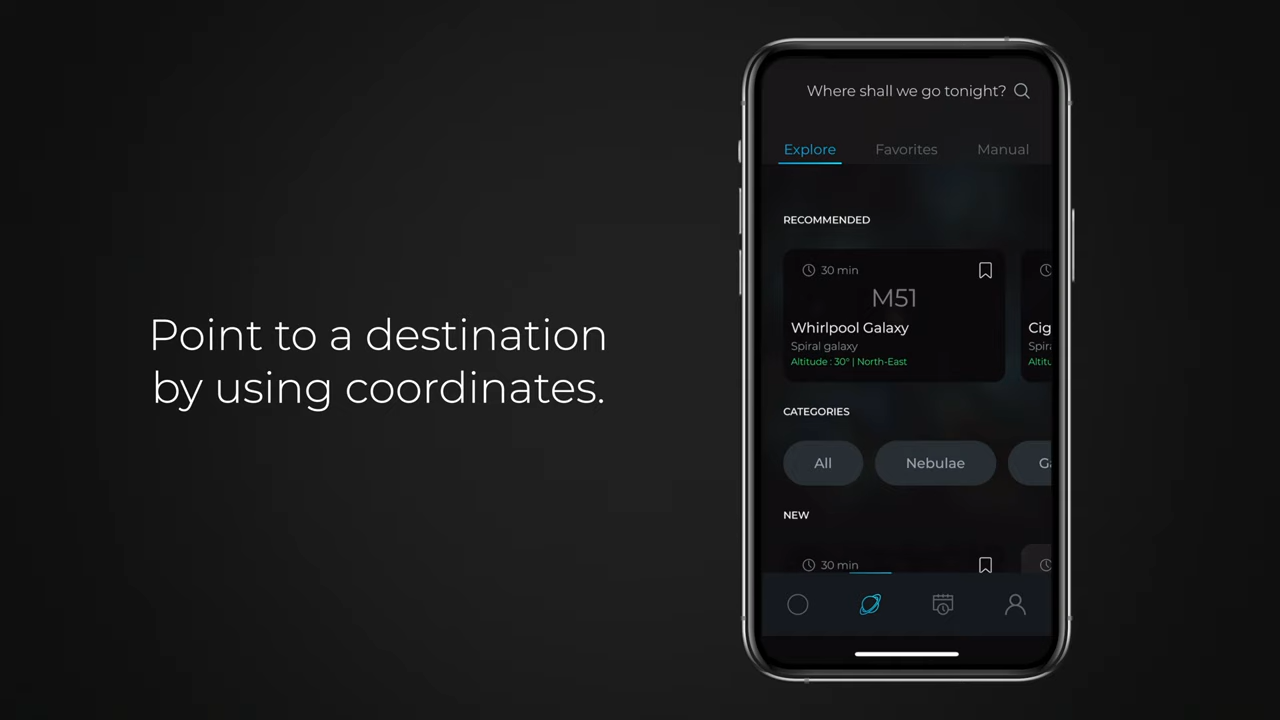 Point to a destination
by using coordinates.
Where shall we go tonight?
Explore Favorites Manual
RECOMMENDED
30 min
M51
Whirlpool Galaxy
Spiral galaxy
Altitude : 30° | North-East
Cig
Spir
Altitu
CATEGORIES
All Nebulae Ga
NEW
30 min